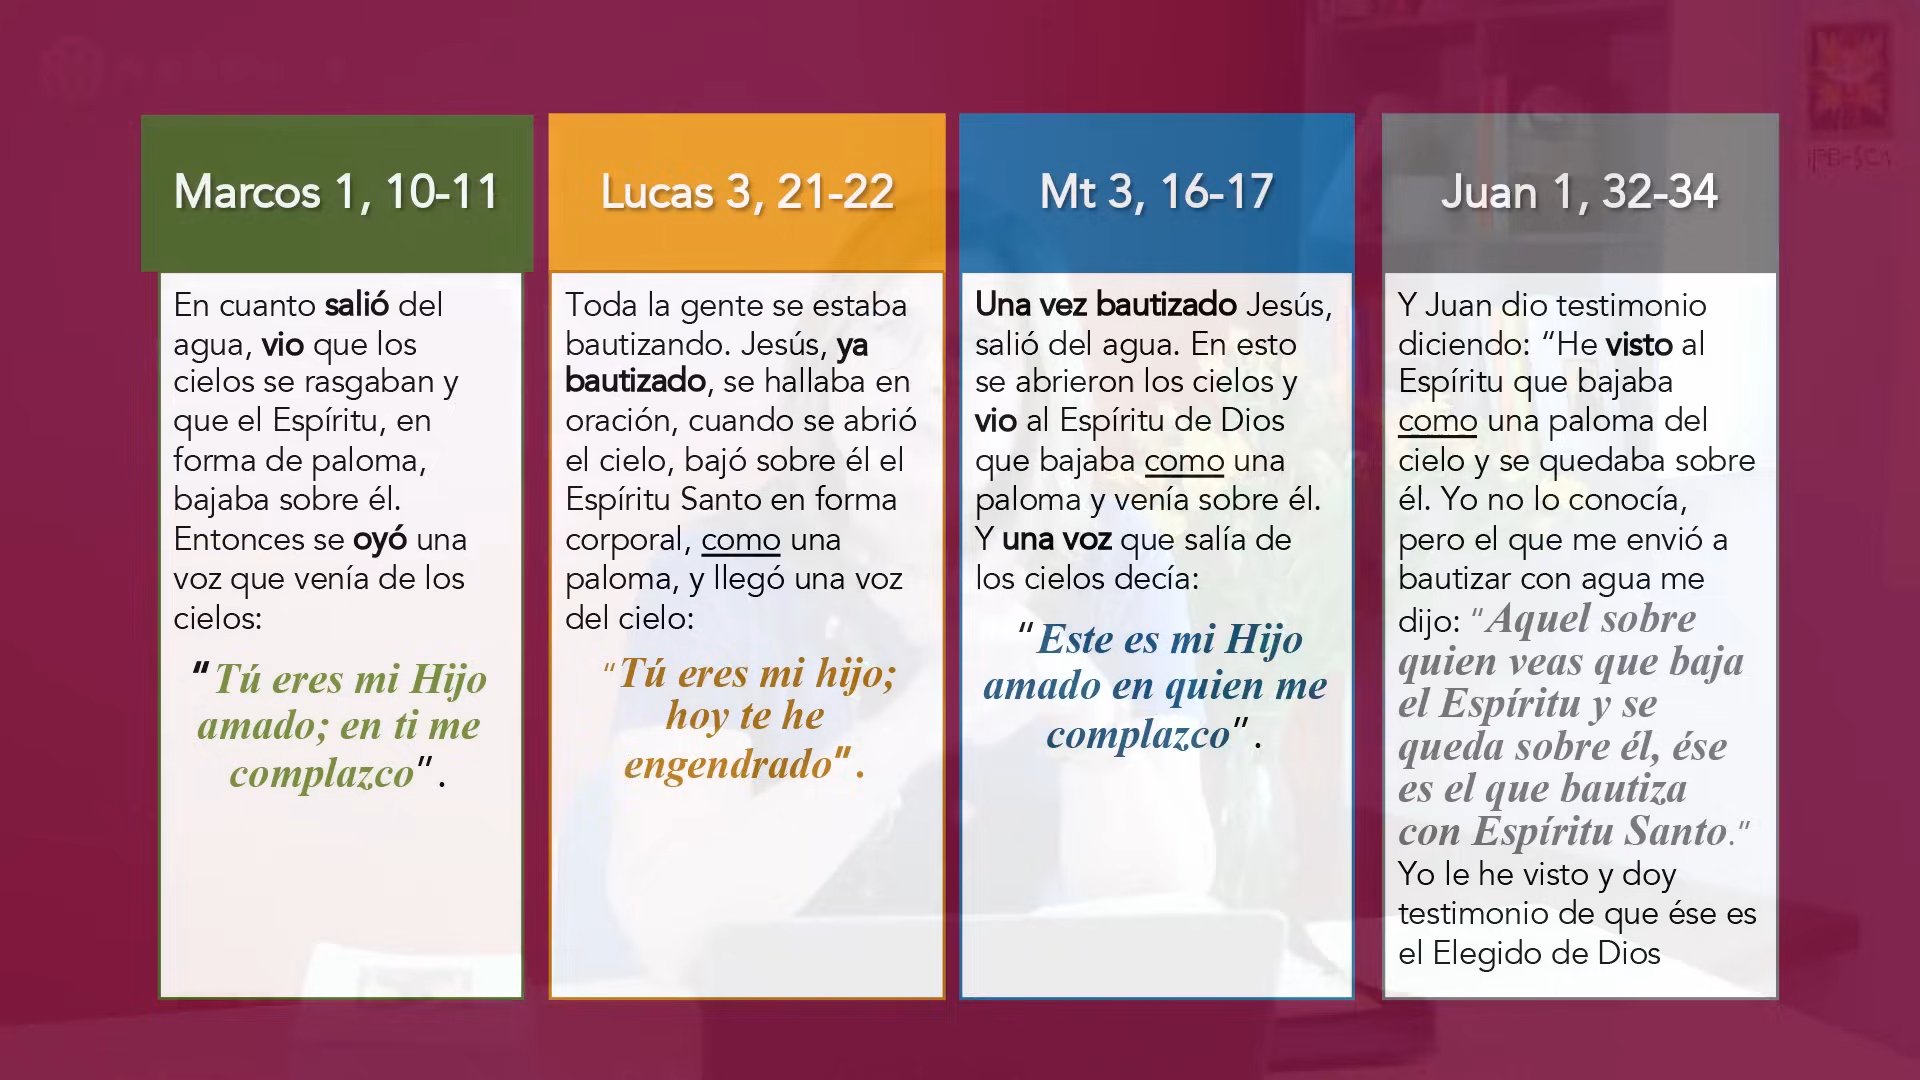 Marcos 1, 10-11
En cuanto salió del
agua, vio que los
cielos se rasgaban y
que el Espíritu, en
forma de paloma,
bajaba sobre él.
Entonces se oyó una
voz que venía de los
cielos:
"Tú eres mi Hijo
amado; en ti me
complazco".
Lucas 3, 21-22
Toda la gente se estaba
bautizando. Jesús, ya
bautizado, se hallaba en
oración, cuando se abrió
el cielo, bajó sobre él el
Espíritu Santo en forma
corporal, como una
paloma, y llegó una voz
del cielo:
"Tú eres mi hijo;
hoy te he
engendrado".
Mt 3, 16-17
Una vez bautizado Jesús,
salió del agua. En esto
se abrieron los cielos y
vio al Espíritu de Dios
que bajaba como una
paloma y venía sobre él.
Y una voz que salía de
los cielos decía:
"Este es mi Hijo
amado en quien me
complazco".
Juan 1, 32-34
Y Juan dio testimonio
diciendo: “He visto al
Espíritu que bajaba
como una paloma del
cielo y se quedaba sobre
él. Yo no lo conocía,
pero el que me envió a
bautizar con agua me
dijo: "Aquel sobre
quien veas que baja
el Espíritu y se
queda sobre él, ése
es el que bautiza
con Espíritu Santo."
Yo le he visto y doy
testimonio de que ése es
el Elegido de Dios